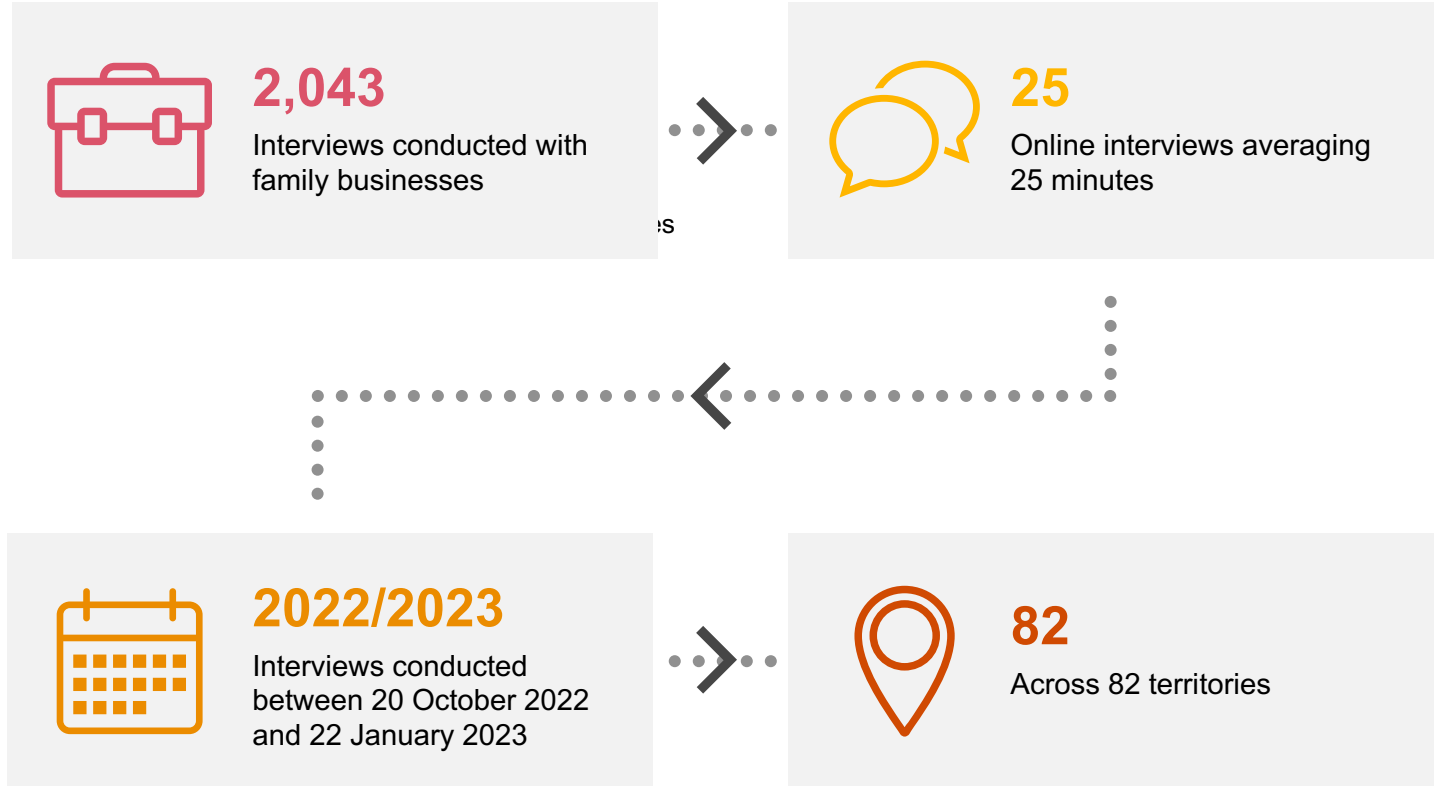 2,043
Interviews conducted with
family businesses
25
Online interviews averaging
25 minutes
2022/2023
Interviews conducted
between 20 October 2022
and 22 January 2023
82
Across 82 territories